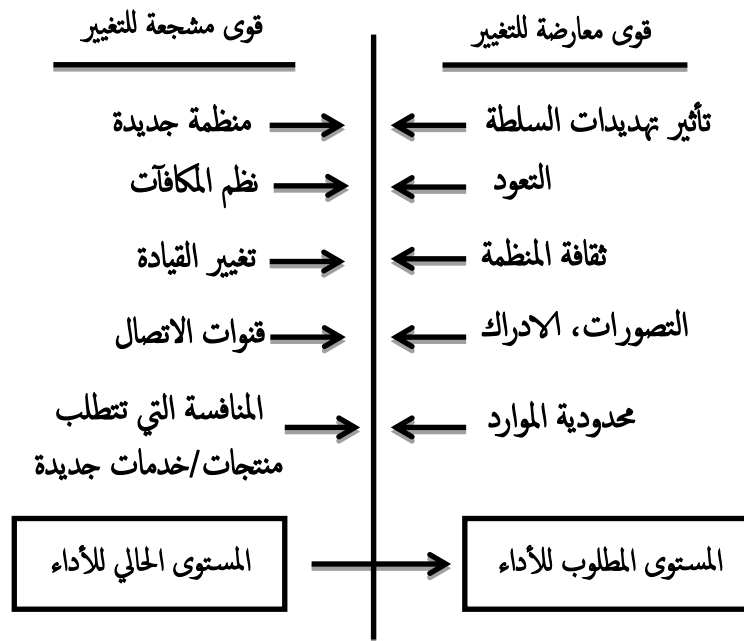 قوى معارضة للتغيير
تأثير تهديدات السلطة
التعود
ثقافة المنظمة
التصورات، الادراك
محدودية الموارد
المستوى المطلوب للأداء
قوى مشجعة للتغيير
منظمة جديدة
نظم المكافآت
تغيير القيادة
قنوات الاتصال
المنافسة التي تتطلب
منتجات/خدمات جديدة
المستوى الحالي للأداء